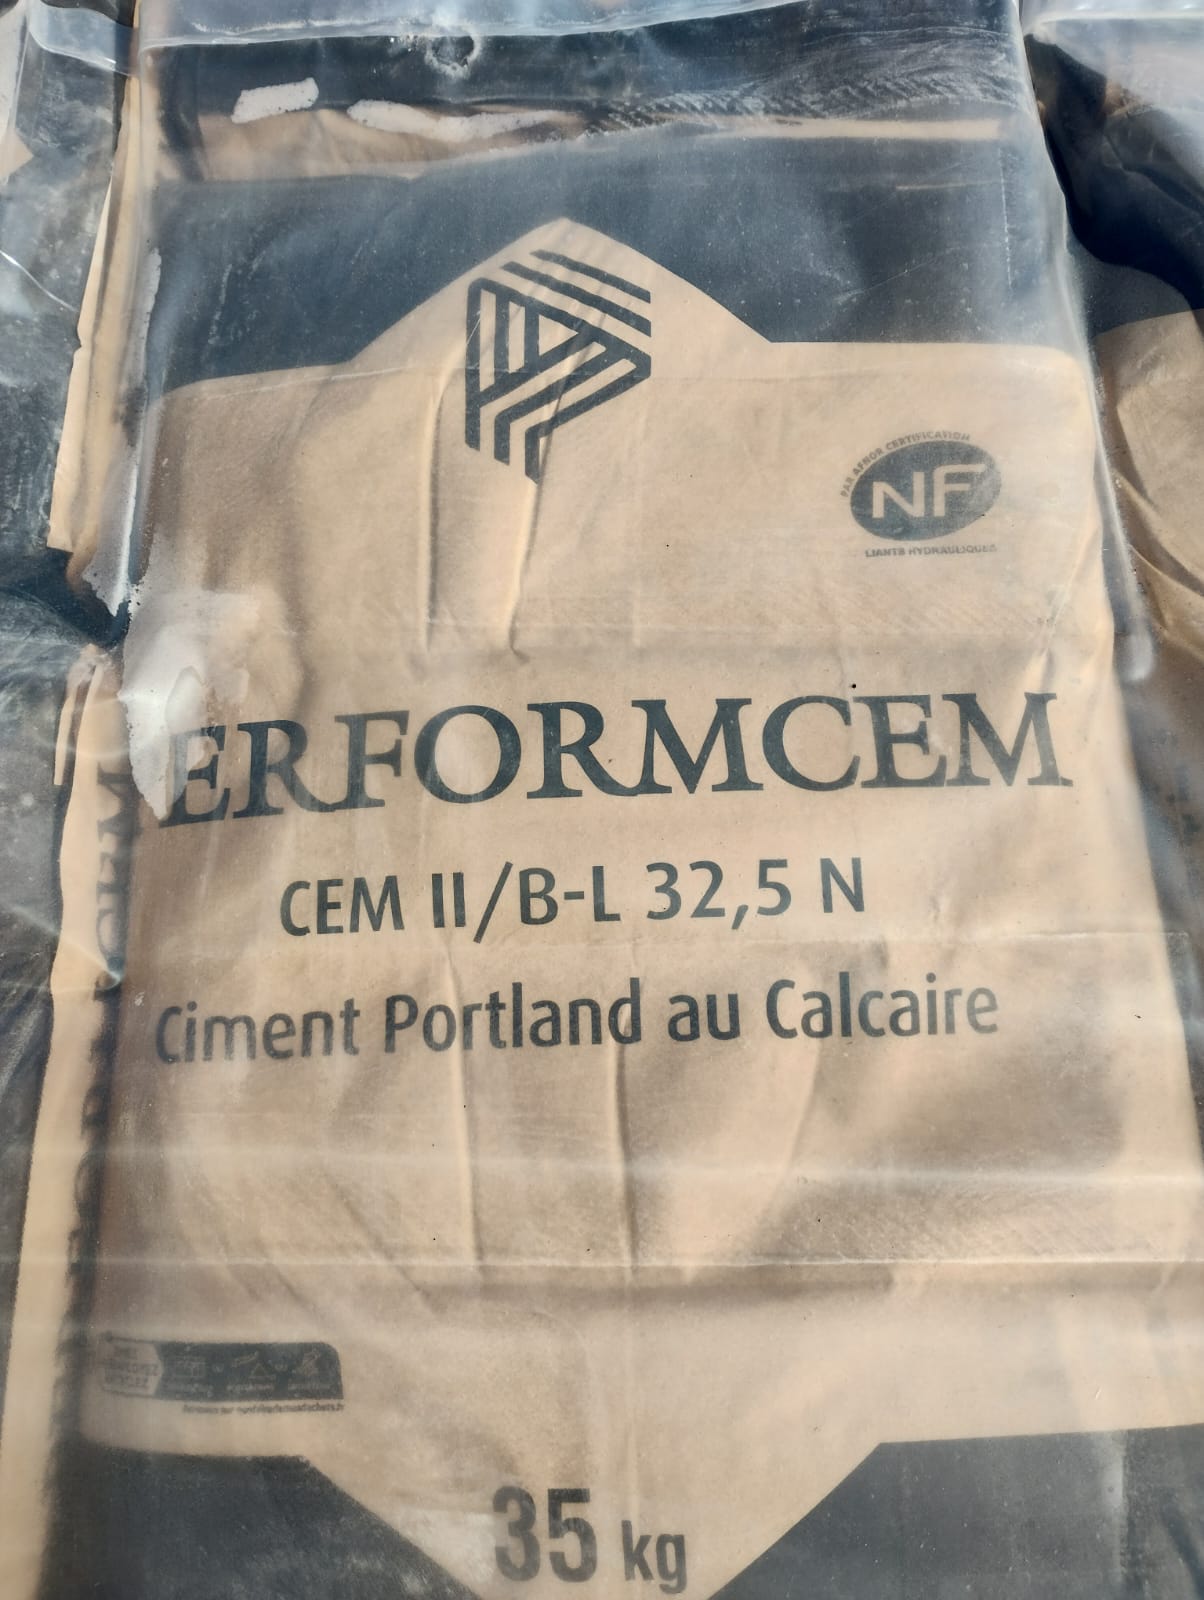 PAR AFNOR CERTIFICATION
NF
LIANTS HYDRAULIQUES
ERFORMCEM
CEM II/B-L 32,5 N
Ciment Portland au Calcaire
35 kg